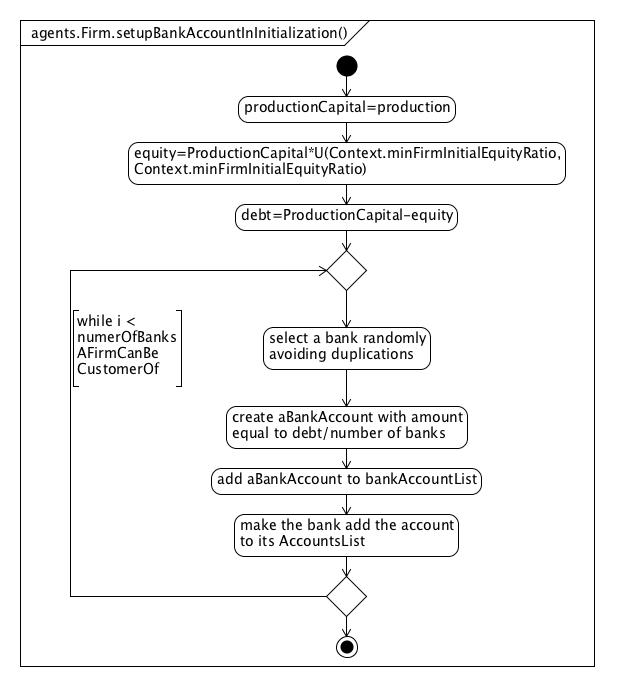 agents.Firm.setupBankAccountInInitialization()
productionCapital=production
equity=ProductionCapital*U(Context.minFirmInitialEquityRatio,
Context.minFirmInitialEquityRatio)
debt=ProductionCapital-equity
while i <
numerOfBanks
AFirmCanBe
CustomerOf
select a bank randomly
avoiding duplications
create aBankAccount with amount
equal to debt/number of banks
add aBankAccount to bankAccountList
make the bank add the account
to its AccountsList